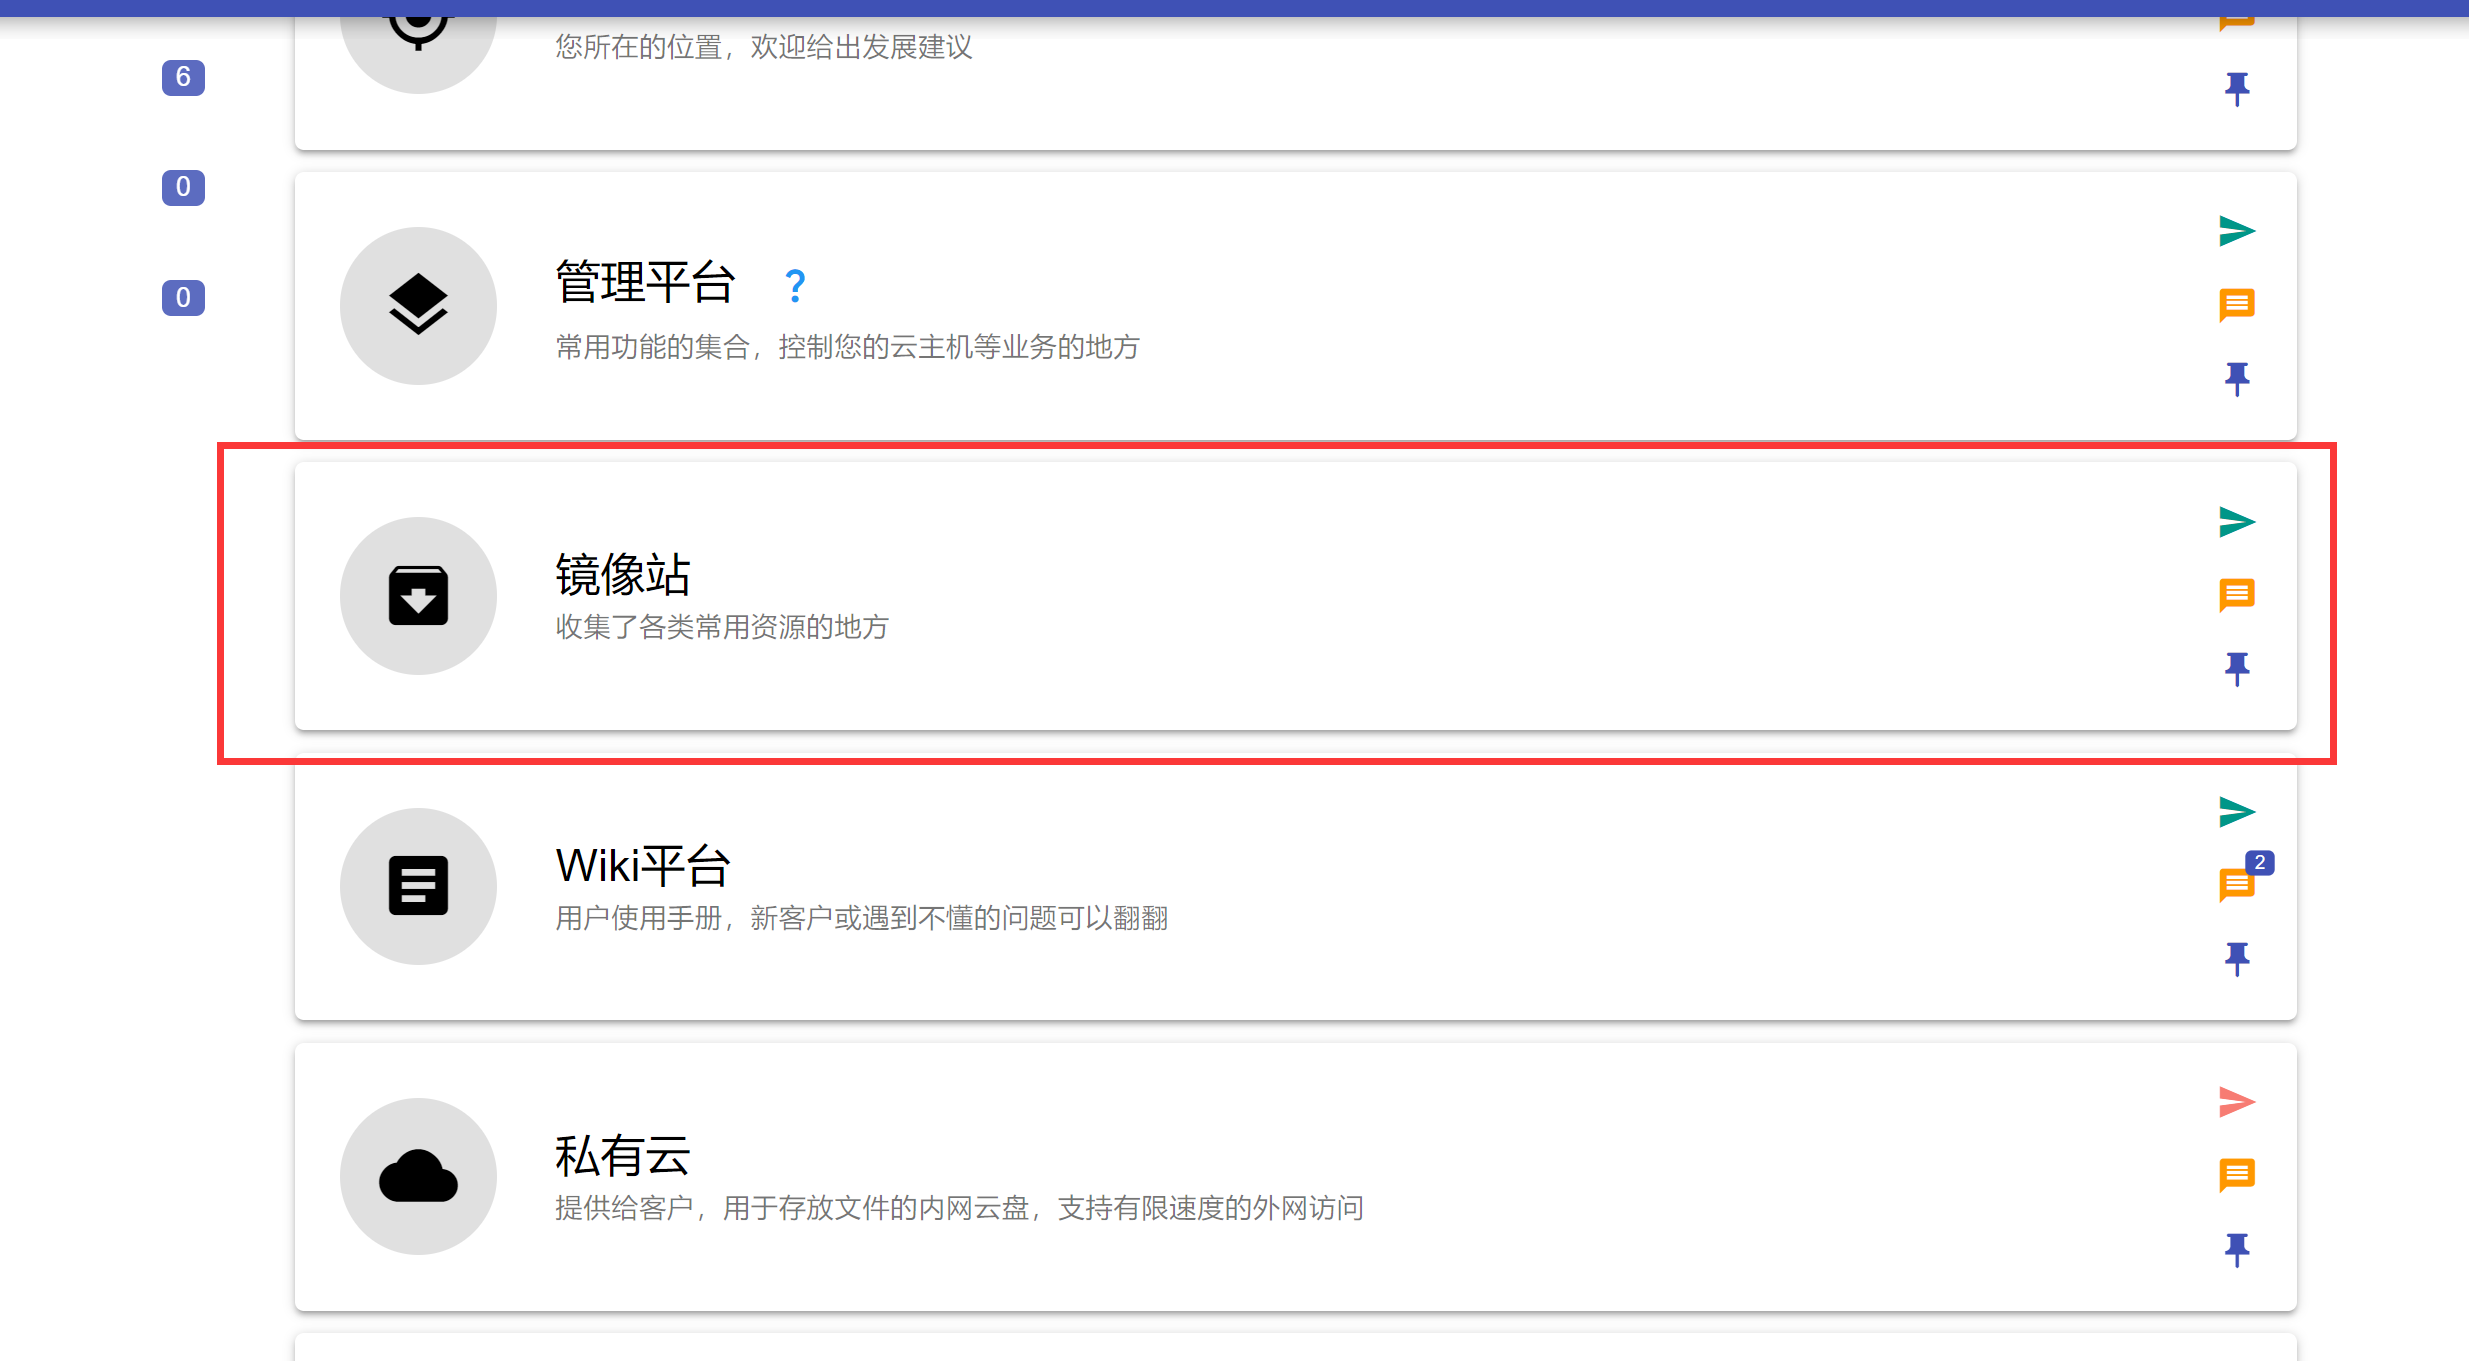 您所在的位置，欢迎给出发展建议
6
0
0
管理平台 ?
常用功能的集合，控制您的云主机等业务的地方
镜像站
收集了各类常用资源的地方
Wiki平台
2
用户使用手册，新客户或遇到不懂的问题可以翻翻
私有云
提供给客户，用于存放文件的内网云盘，支持有限速度的外网访问